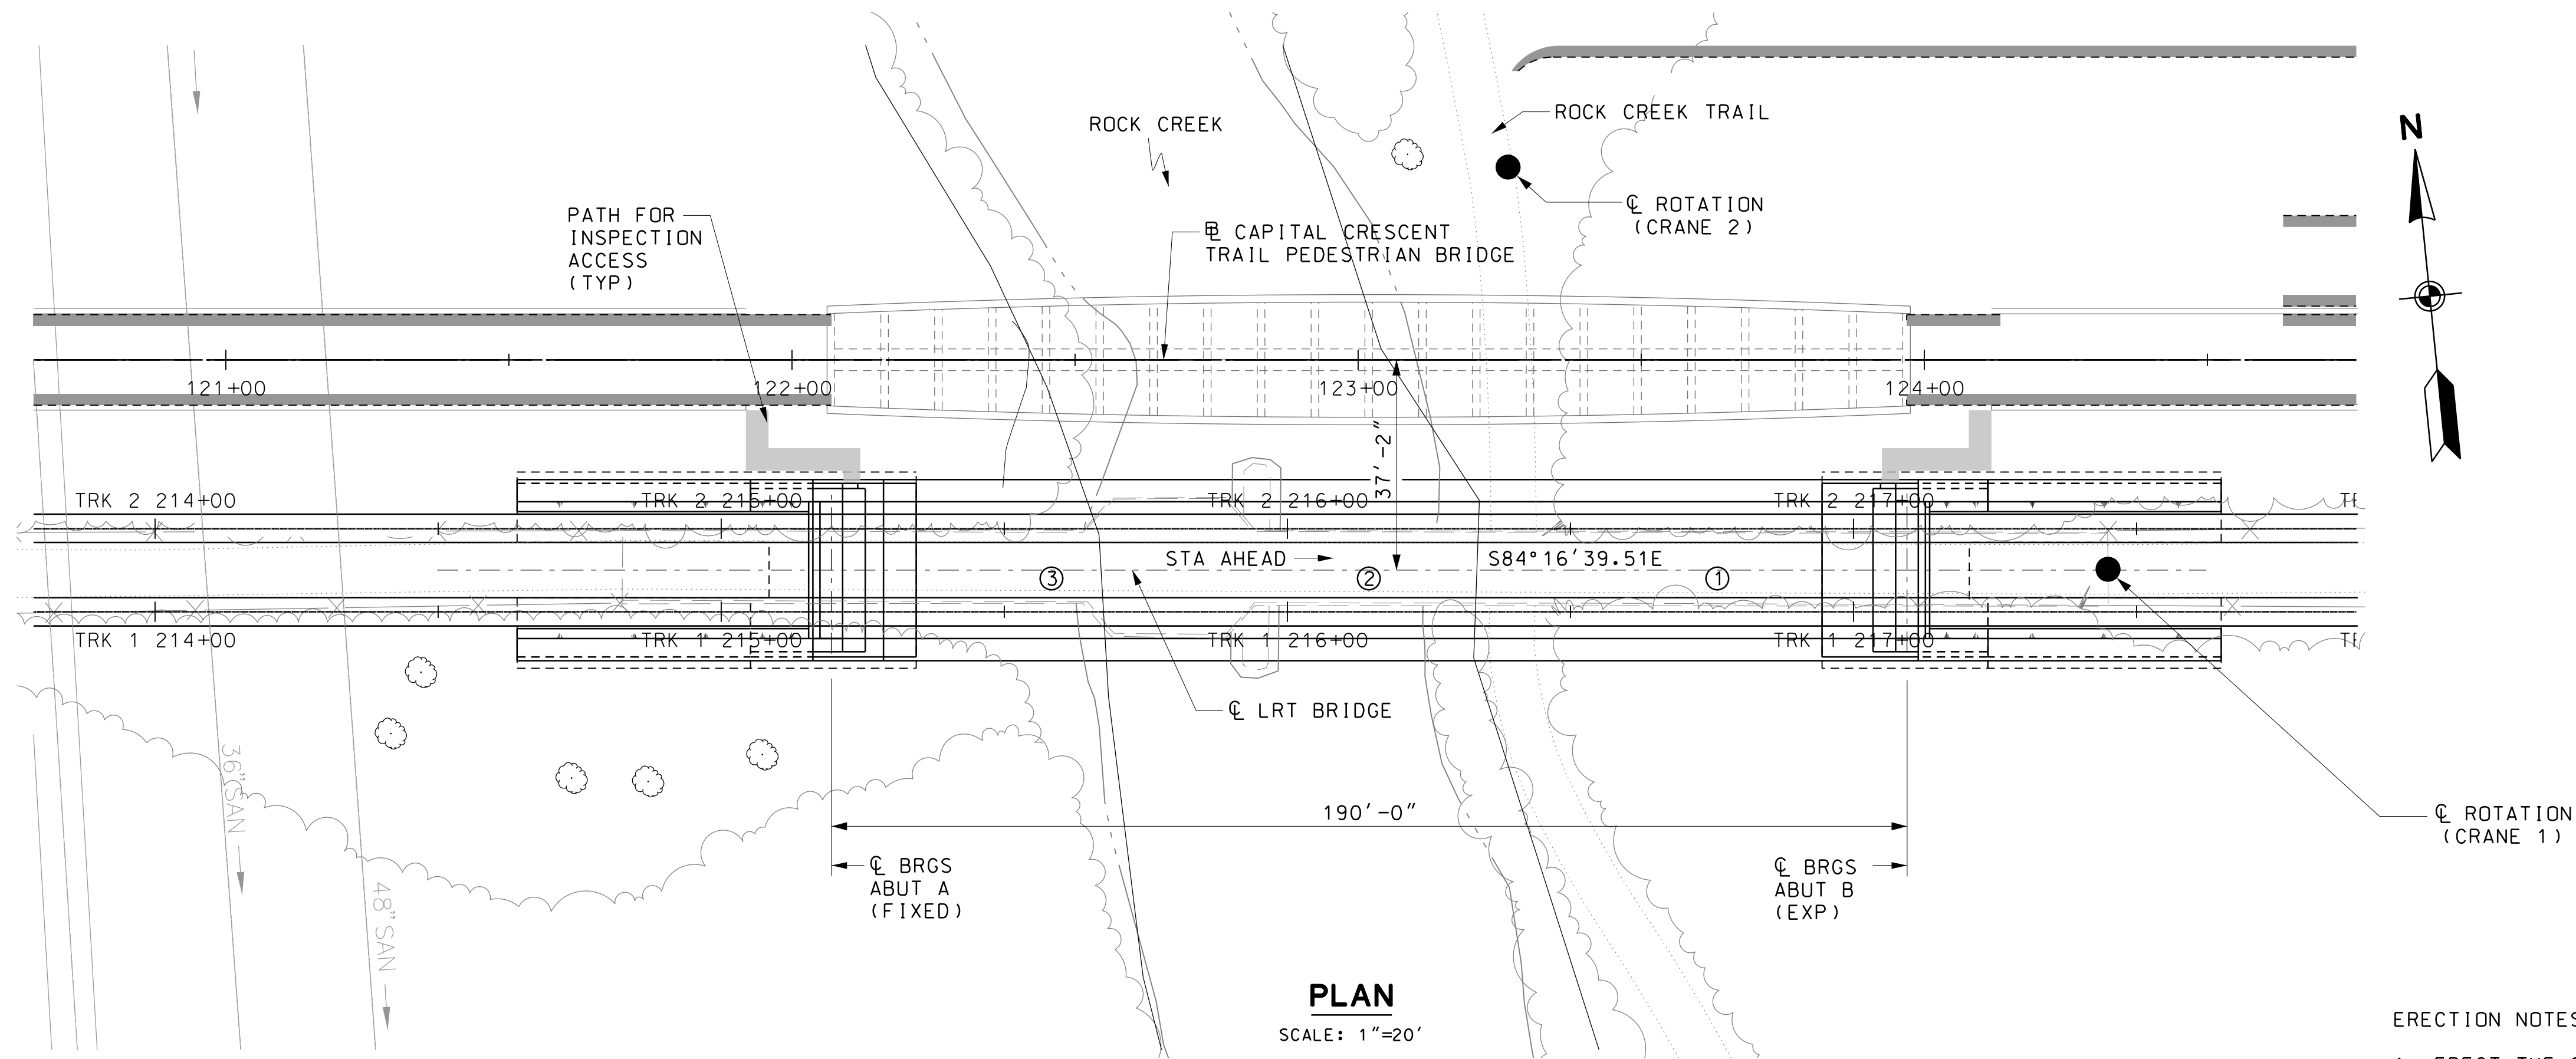 ROCK CREEK TRAIL
N
ROCK CREEK
℄ ROTATION
(CRANE 2)
PATH FOR
INSPECTION
ACCESS
(TYP)
BL CAPITAL CRESCENT
TRAIL PEDESTRIAN BRIDGE
121+00
122+00
123+00
124+00
37'-2"
TRK 2 214+00
TRK 2 215+00
TRK 2 216+00
TRK 2 217+00
STA AHEAD
S84°16'39.51E
3
2
1
TRK 1 214+00
TRK 1 215+00
TRK 1 216+00
TRK 1 217+00
℄ LRT BRIDGE
36"SAN
48"SAN
190'-0"
℄ ROTATION
(CRANE 1)
℄ BRGS
ABUT A
(FIXED)
℄ BRGS
ABUT B
(EXP)
PLAN
SCALE: 1"=20'
ERECTION NOTES